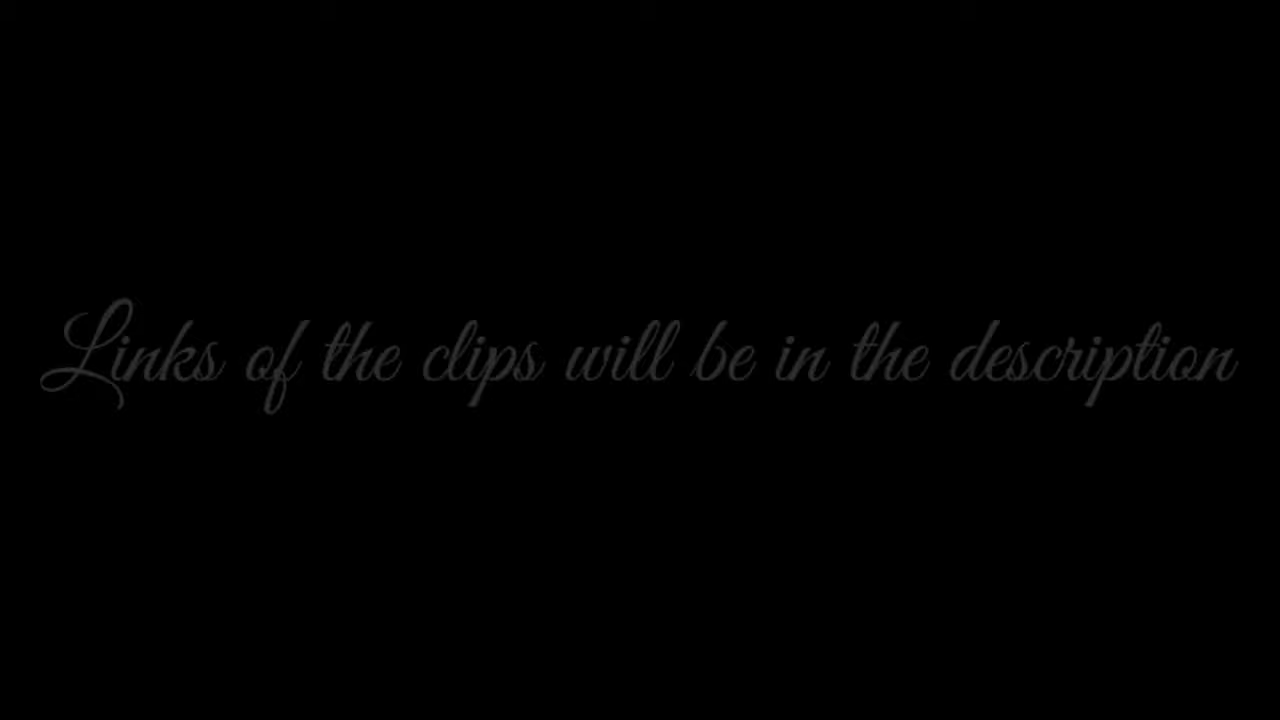 Links of the clips will be in the description